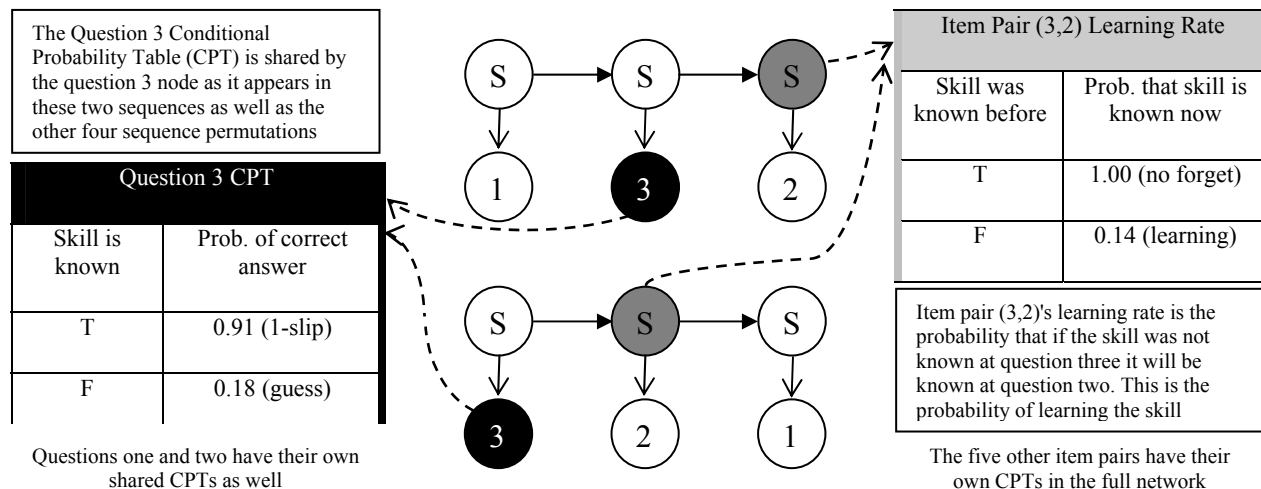 The Question 3 Conditional
Probability Table (CPT) is shared by
the question 3 node as it appears in
these two sequences as well as the
other four sequence permutations
Question 3 CPT
Skill is
known
Prob. of correct
answer
T
0.91 (1-slip)
F
0.18 (guess)
Questions one and two have their own
shared CPTs as well
S
S
S
1
3
2
S
S
S
3
2
1
Item Pair (3,2) Learning Rate
Skill was
known before
Prob. that skill is
known now
T
1.00 (no forget)
F
0.14 (learning)
Item pair (3,2)'s learning rate is the
probability that if the skill was not
known at question three it will be
known at question two. This is the
probability of learning the skill
The five other item pairs have their
own CPTs in the full network